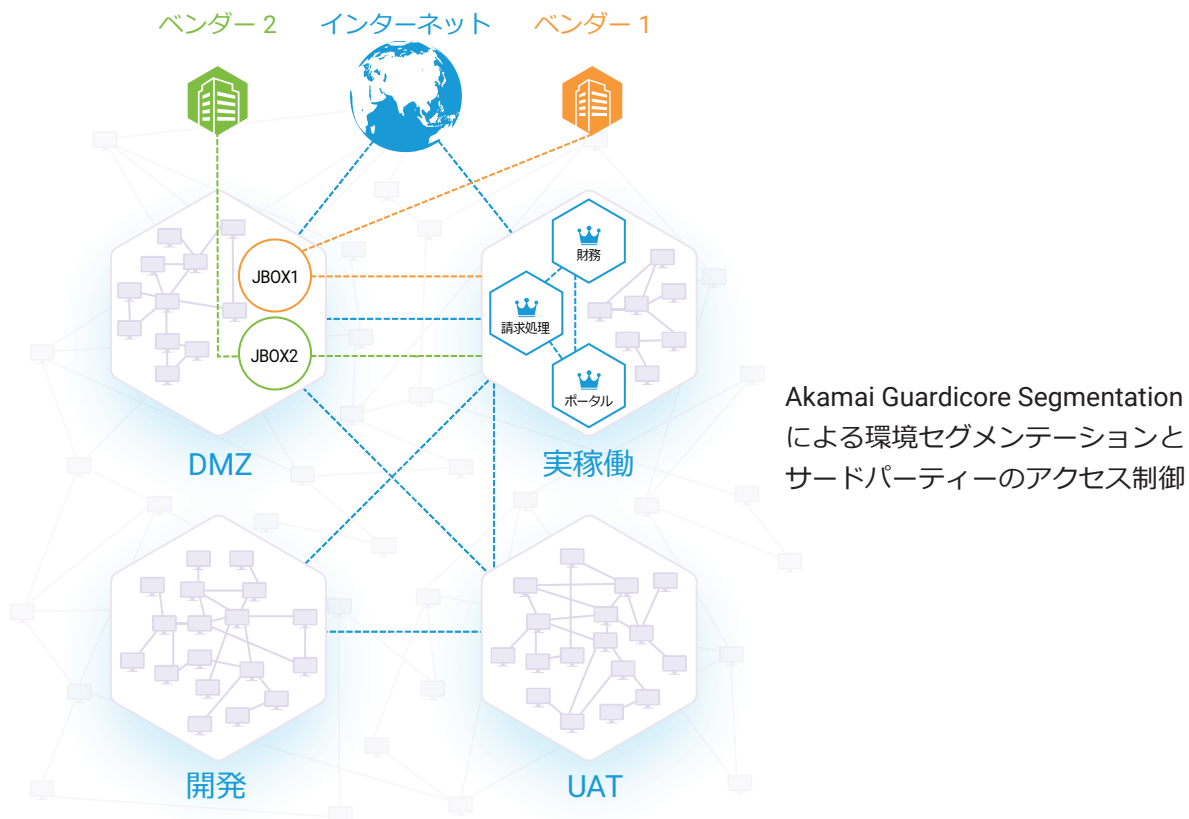 ベンダー 2
インターネット
ベンダー 1
財務
JBOX1
請求処理
JBOX2
ポータル
DMZ
実稼働
Akamai Guardicore Segmentation
による環境セグメンテーションと
サードパーティーのアクセス制御
開発
UAT